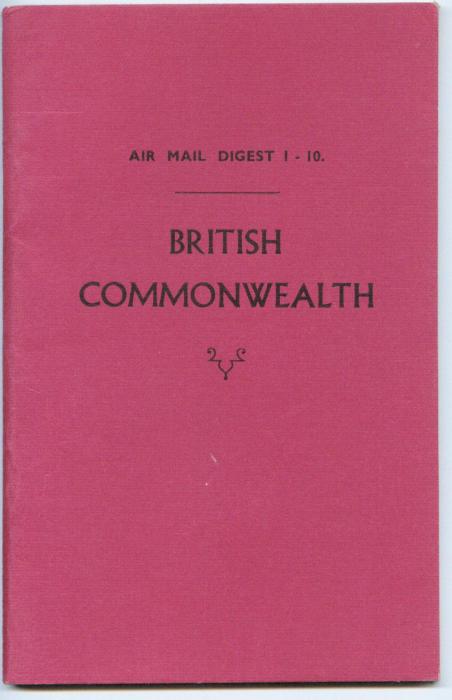 AIR MAIL DIGEST 1 - 10.
BRITISH
COMMONWEALTH